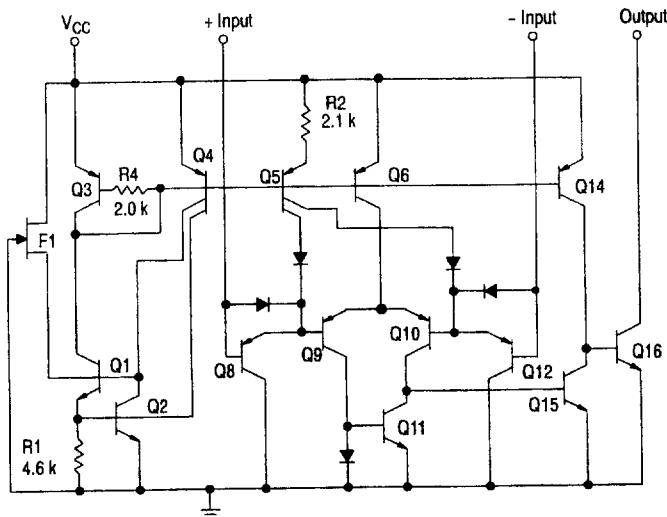 VCC
+ Input
− Input
Output
R2
2.1 k
Q4
R4
Q3
Q5
Q6
Q14
2.0 k
F1
Q1
Q8
Q9
Q10
Q12
Q16
Q2
Q15
Q11
R1
4.6 k